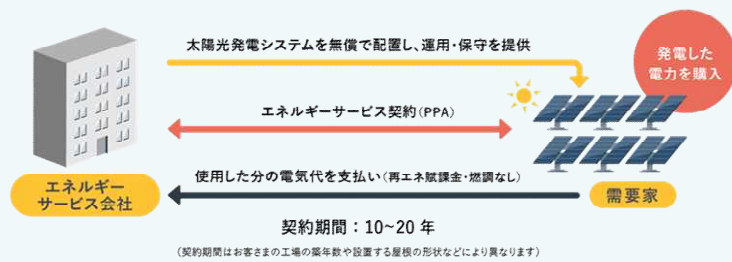 太陽光発電システムを無償で配置し、運用・保守を提供
発電した
電力を購入
エネルギーサービス契約(PPA)
使用した分の電気代を支払い(再エネ賦課金・燃調なし)
エネルギー
サービス会社
需要家
契約期間：10~20 年
(契約期間はお客さまの工場の築年数や設置する屋根の形状などにより異なります)